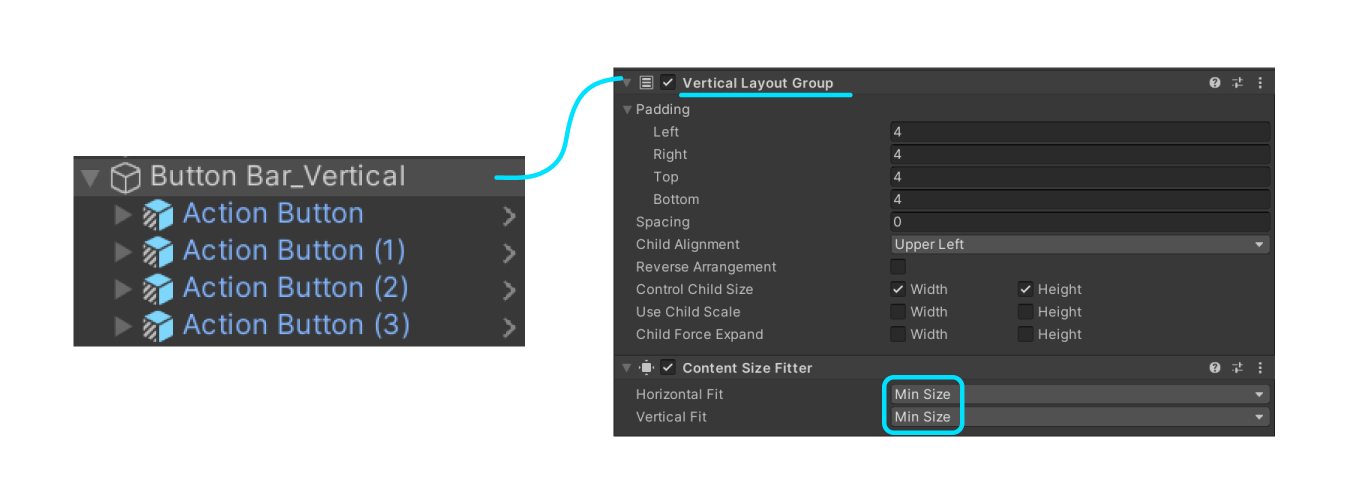 Button Bar_Vertical
Action Button
Action Button (1)
Action Button (2)
Action Button (3)
Vertical Layout Group
Padding
Left 4
Right 4
Top 4
Bottom 4
Spacing 0
Child Alignment Upper Left
Reverse Arrangement
Control Child Size Width Height
Use Child Scale Width Height
Child Force Expand Width Height
Content Size Fitter
Horizontal Fit Min Size
Vertical Fit Min Size